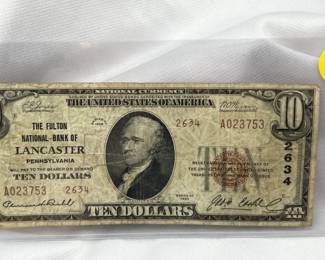 NATIONAL CURRENCY
THE UNITED STATES OF AMERICA
10
THE FULTON
NATIONAL BANK OF
LANCASTER
PENNSYLVANIA
WILL PAY TO THE BEARER ON DEMAND
TEN DOLLARS
2634
A023753
2634
A023753 2634
TEN DOLLARS
10